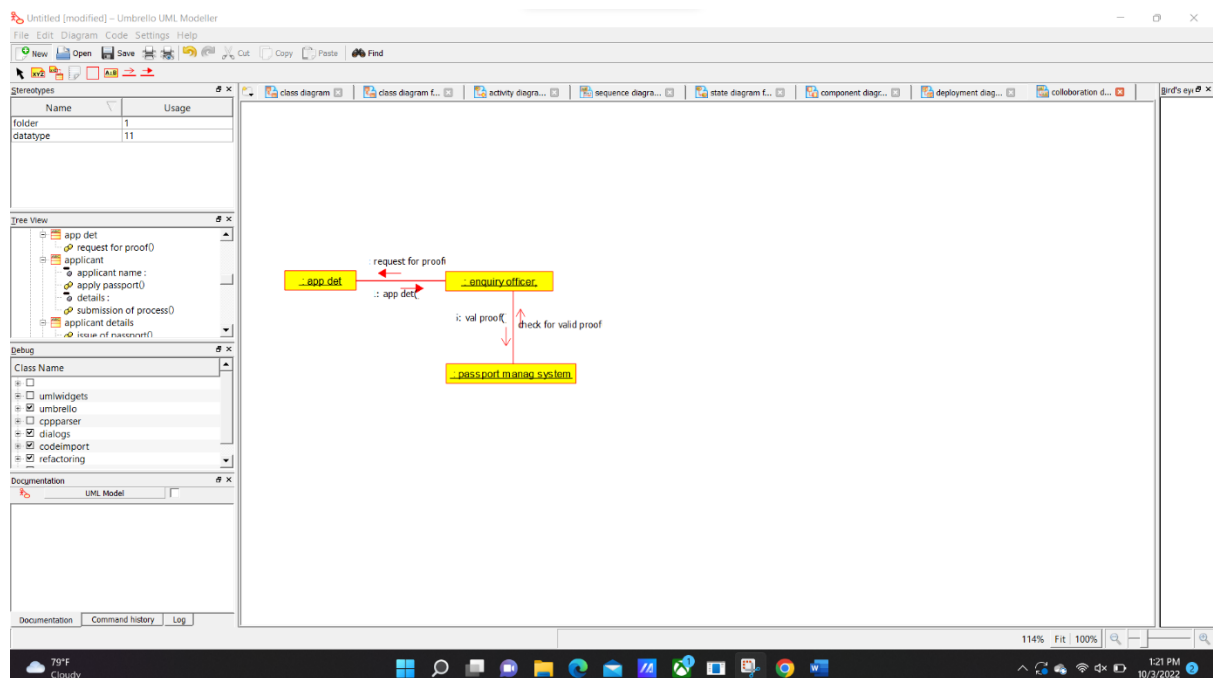 Untitled [modified] – Umbrello UML Modeller
File Edit Diagram Code Settings Help
New Open Save Cut Copy Paste Find
Stereotypes
class diagram
class diagram f...
activity diagra...
sequence diagra...
state diagram f...
component diagr...
deployment diag...
colloboration d...
Bird's eye
Name Usage
folder 1
datatype 11
Tree View
app det
request for proof()
applicant
applicant name :
apply passport()
details :
submission of process()
applicant details
issue of passport()
: request for proof(
: app det
: enquiry officer,
.: app det(
i: val proof(
check for valid proof
: passport manag system
Debug
Class Name
umlwidgets
umbrello
cppparser
dialogs
codeimport
refactoring
Documentation
UML Model
Documentation Command history Log
114% Fit 100%
79°F
Cloudy
1:21 PM
10/3/2022
2